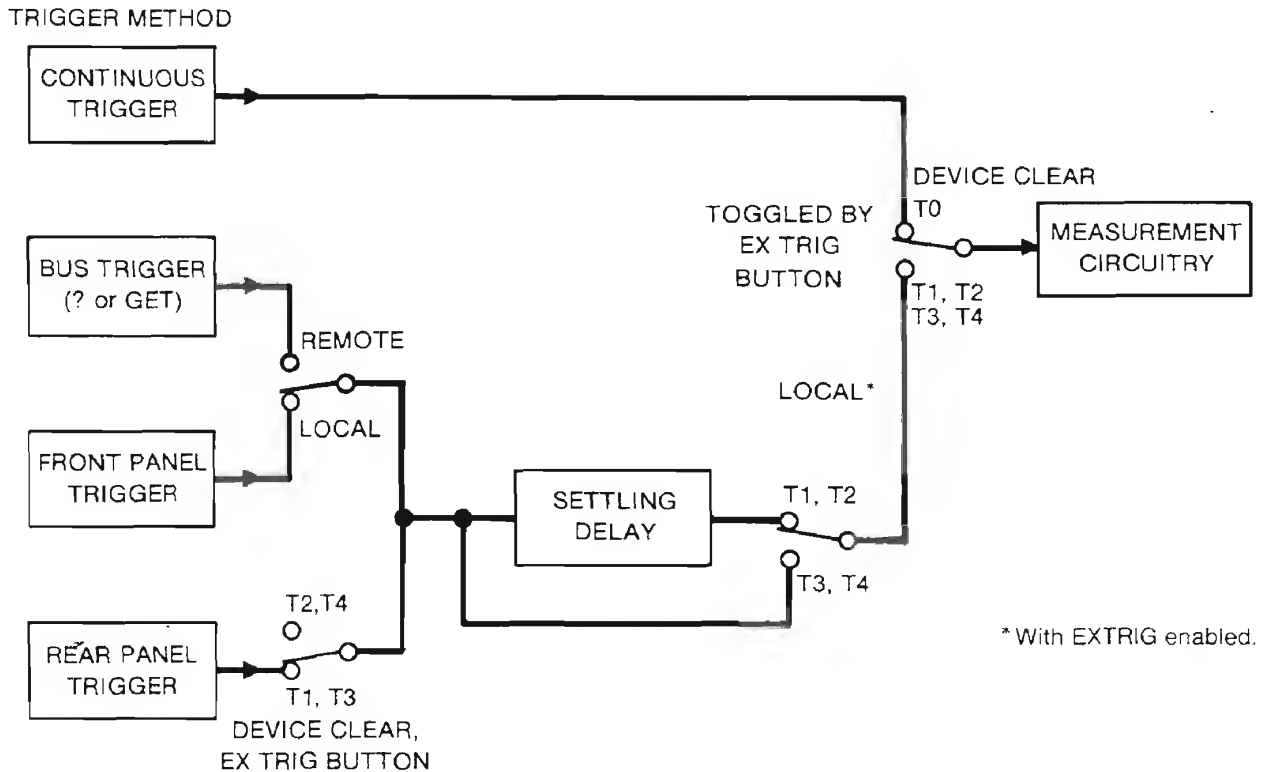 TRIGGER METHOD
CONTINUOUS
TRIGGER
DEVICE CLEAR
T0
TOGGLED BY
EX TRIG
BUTTON
MEASUREMENT
CIRCUITRY
T1, T2
T3, T4
BUS TRIGGER
(? or GET)
REMOTE
LOCAL
LOCAL*
FRONT PANEL
TRIGGER
SETTLING
DELAY
T1, T2
T3, T4
T2,T4
REAR PANEL
TRIGGER
T1, T3
DEVICE CLEAR,
EX TRIG BUTTON
*With EXTRIG enabled.